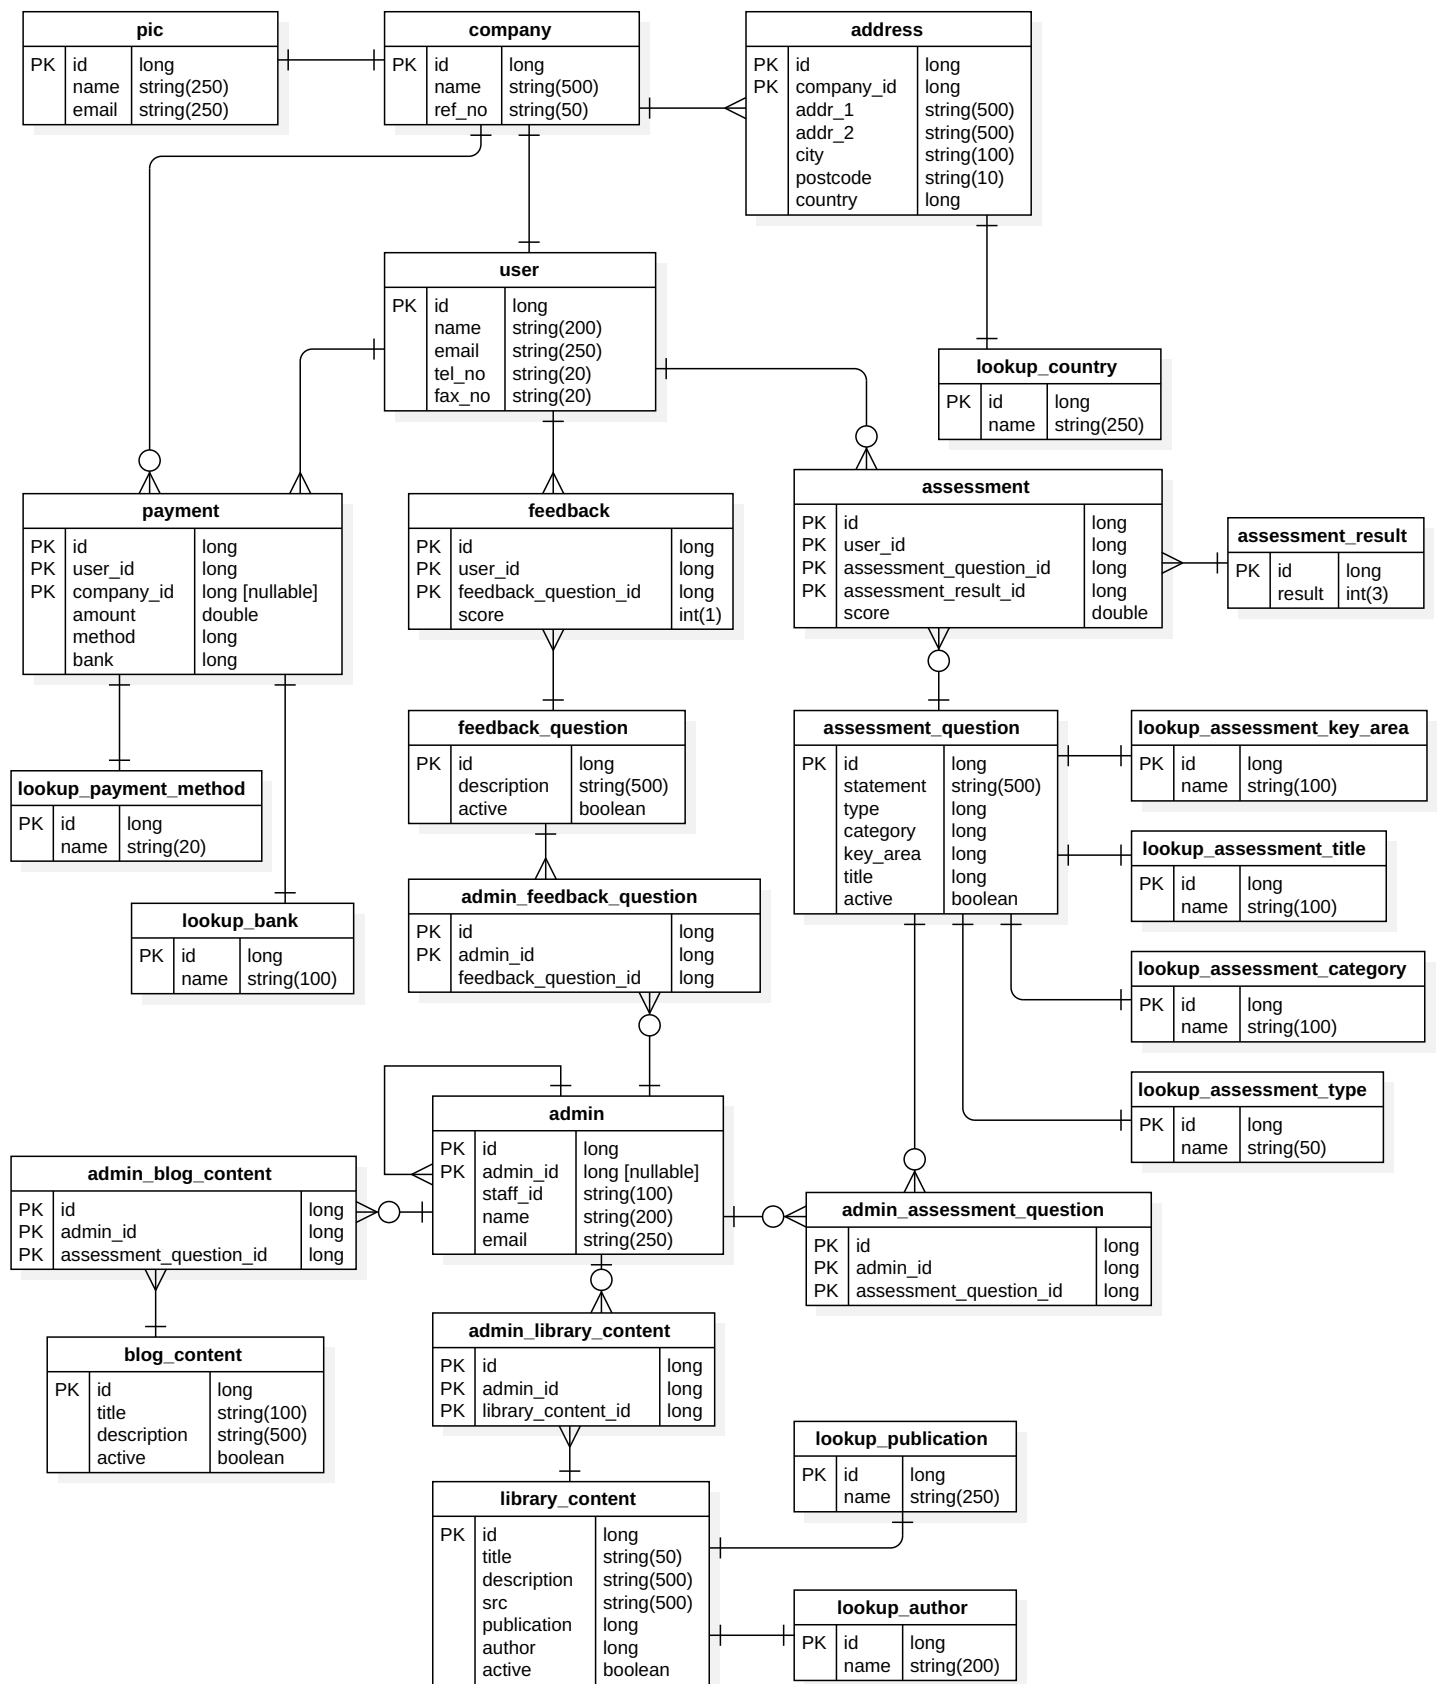 pic
PK id long
name string(250)
email string(250)
company
PK id long
name string(500)
ref_no string(50)
address
PK id long
PK company_id long
addr_1 string(500)
addr_2 string(500)
city string(100)
postcode string(10)
country long
user
PK id long
name string(200)
email string(250)
tel_no string(20)
fax_no string(20)
lookup_country
PK id long
name string(250)
payment
PK id long
PK user_id long
PK company_id long [nullable]
amount double
method long
bank long
feedback
PK id long
PK user_id long
PK feedback_question_id long
score int(1)
assessment
PK id long
PK user_id long
PK assessment_question_id long
PK assessment_result_id long
score double
assessment_result
PK id long
result int(3)
lookup_payment_method
PK id long
name string(20)
feedback_question
PK id long
description string(500)
active boolean
assessment_question
PK id long
statement string(500)
type long
category long
key_area long
title long
active boolean
lookup_assessment_key_area
PK id long
name string(100)
lookup_assessment_title
PK id long
name string(100)
lookup_bank
PK id long
name string(100)
admin_feedback_question
PK id long
PK admin_id long
feedback_question_id long
lookup_assessment_category
PK id long
name string(100)
lookup_assessment_type
PK id long
name string(50)
admin
PK id long
PK admin_id long [nullable]
staff_id string(100)
name string(200)
email string(250)
admin_blog_content
PK id long
PK admin_id long
PK assessment_question_id long
admin_assessment_question
PK id long
PK admin_id long
PK assessment_question_id long
blog_content
PK id long
title string(100)
description string(500)
active boolean
admin_library_content
PK id long
PK admin_id long
PK library_content_id long
lookup_publication
PK id long
name string(250)
library_content
PK id long
title string(50)
description string(500)
src string(500)
publication long
author long
active boolean
lookup_author
PK id long
name string(200)